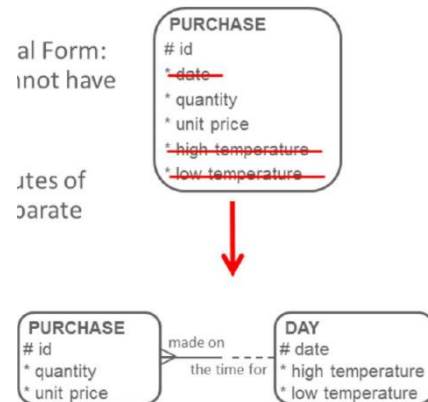 al Form:
nnot have
utes of
parate
PURCHASE
# id
* date
* quantity
* unit price
* high temperature
* low temperature
PURCHASE
# id
* quantity
* unit price
made on
the time for
DAY
# date
* high temperature
* low temperature